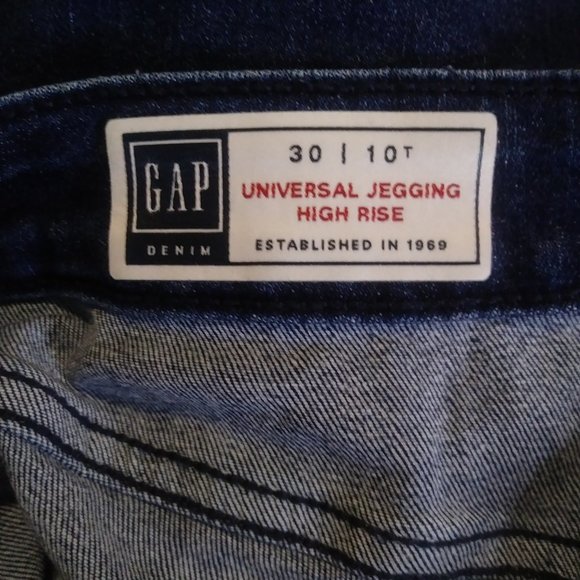 GAP
DENIM
30 | 10T
UNIVERSAL JEGGING
HIGH RISE
ESTABLISHED IN 1969